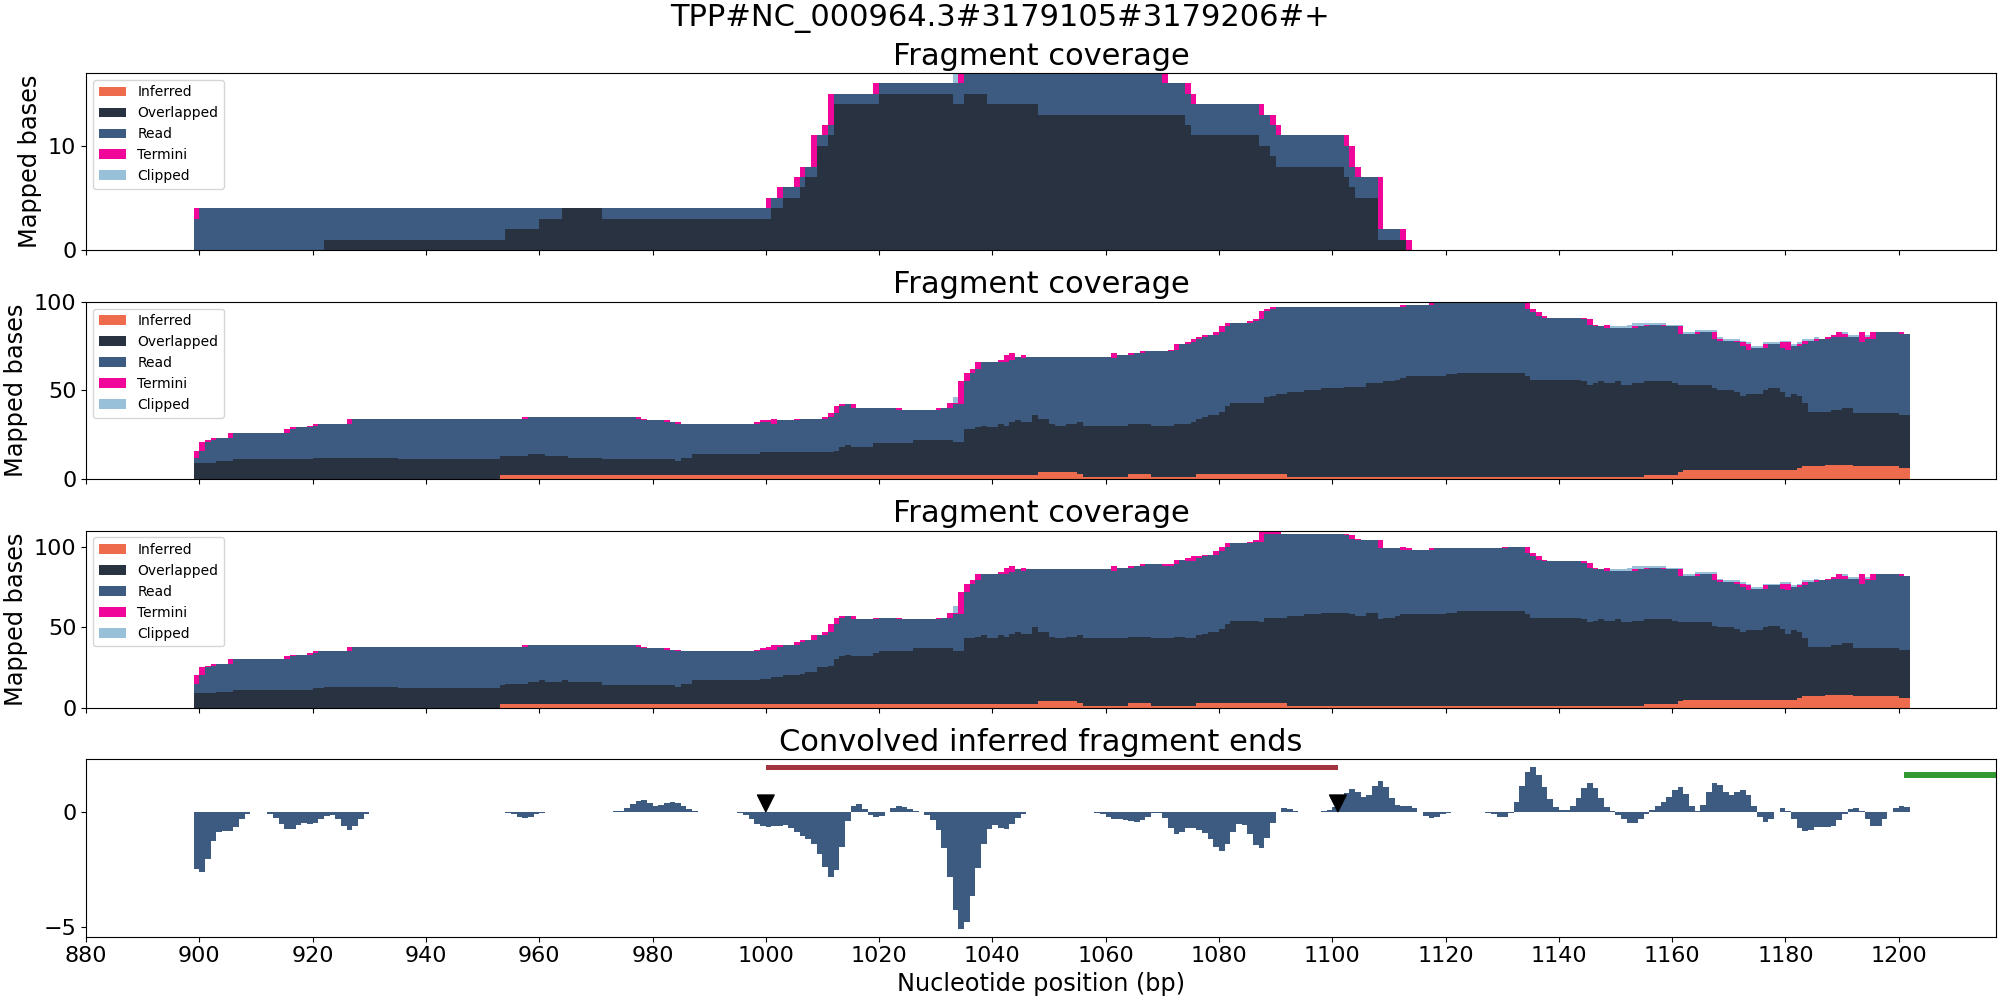 TPP#NC_000964.3#3179105#3179206#+
Fragment coverage
Mapped bases
10
0
Inferred
Overlapped
Read
Termini
Clipped
Fragment coverage
Mapped bases
100
50
0
Inferred
Overlapped
Read
Termini
Clipped
Fragment coverage
Mapped bases
100
50
0
Inferred
Overlapped
Read
Termini
Clipped
Convolved inferred fragment ends
0
−5
880 900 920 940 960 980 1000 1020 1040 1060 1080 1100 1120 1140 1160 1180 1200
Nucleotide position (bp)